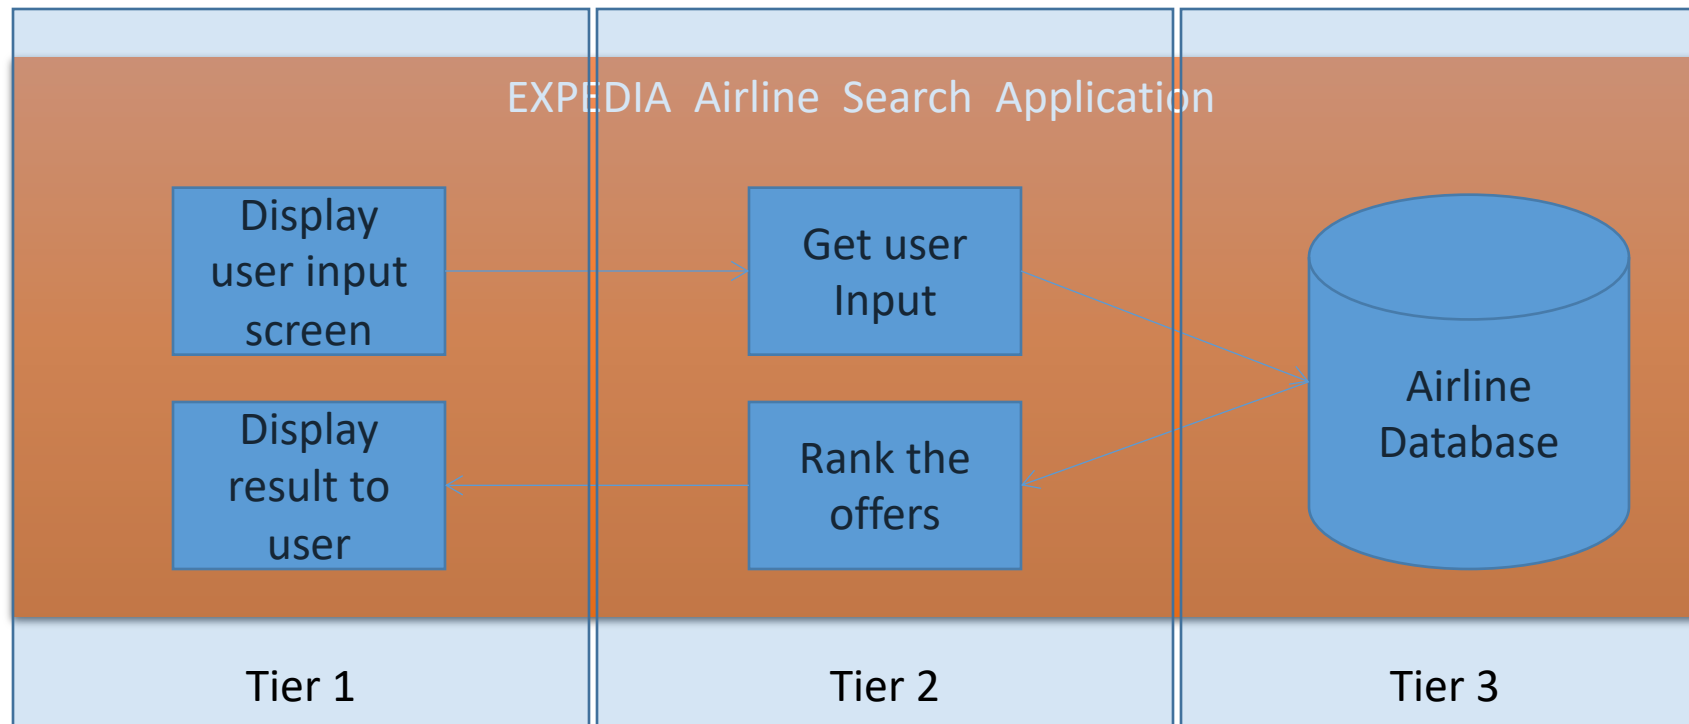 EXPEDIA Airline Search Application
Display
user input
screen
Get user
Input
Airline
Database
Display
result to
user
Rank the
offers
Tier 1
Tier 2
Tier 3